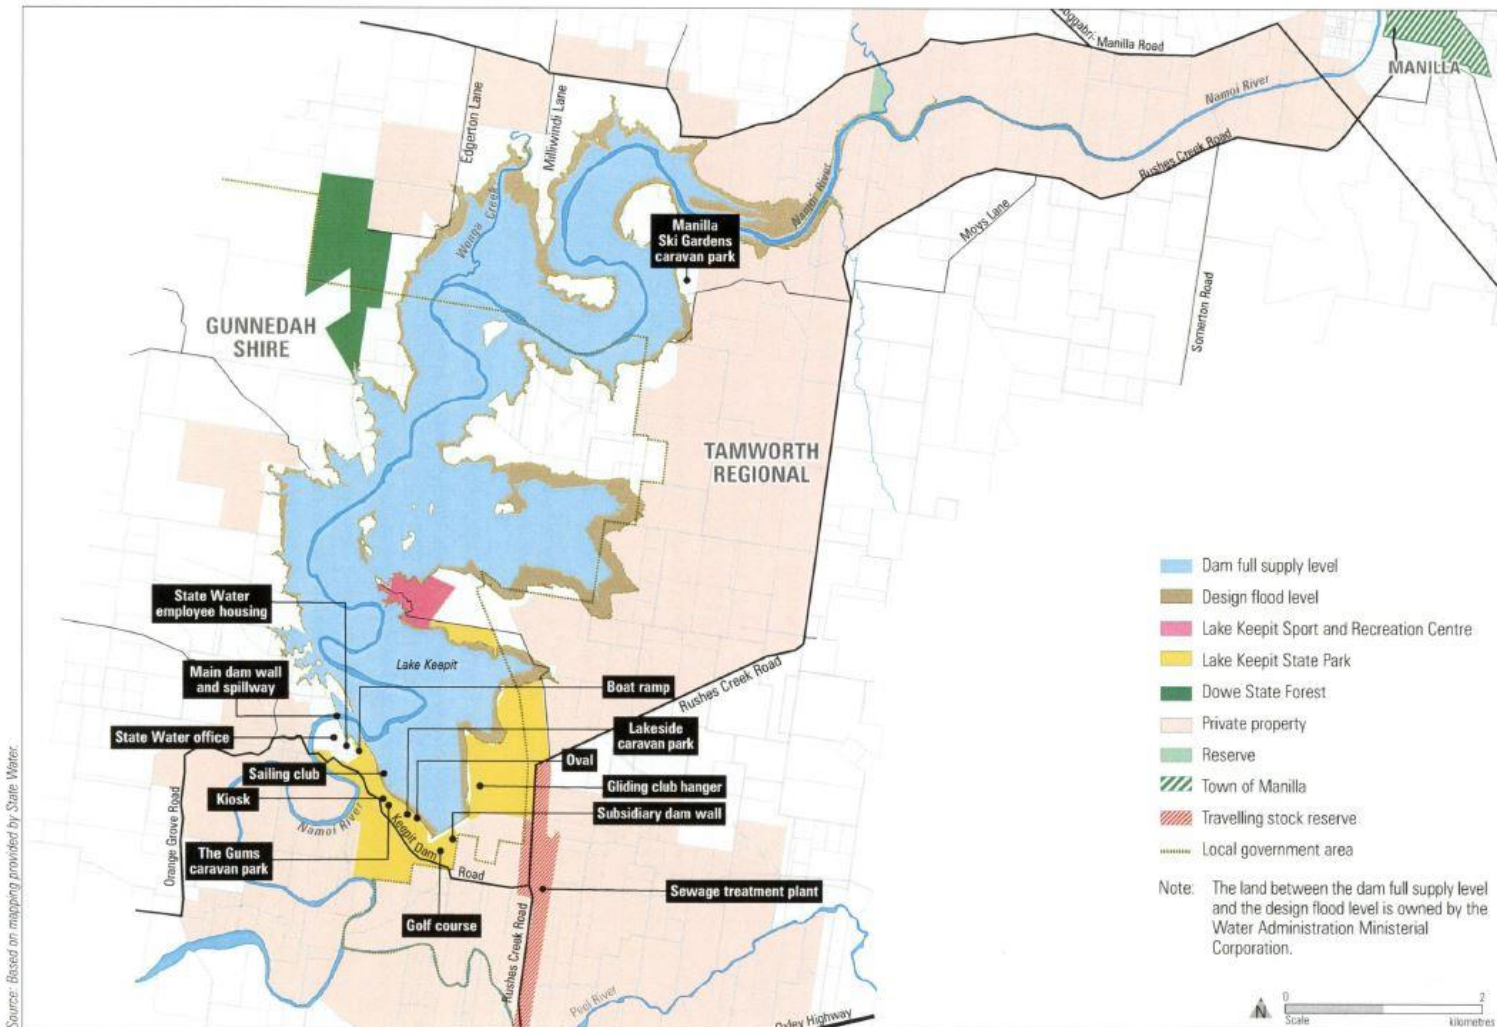 oggabri- Manilla Road
MANILLA
Namoi River
Rushes Creek Road
Edgerton Lane
Milliwindi Lane
Wonga Creek
Namoi River
Moys Lane
Manilla
Ski Gardens
caravan park
Somerton Road
GUNNEDAH
SHIRE
TAMWORTH
REGIONAL
State Water
employee housing
Main dam wall
and spillway
State Water office
Lake Keepit
Boat ramp
Rushes Creek Road
Lakeside
caravan park
Oval
Sailing club
Kiosk
Gliding club hanger
Subsidiary dam wall
Orange Grove Road
Namoi River
Keepit Dam
Road
The Gums
caravan park
Golf course
Sewage treatment plant
Rushes Creek Road
Peel River
Oxley Highway
Dam full supply level
Design flood level
Lake Keepit Sport and Recreation Centre
Lake Keepit State Park
Dowe State Forest
Private property
Reserve
Town of Manilla
Travelling stock reserve
Local government area
Note: The land between the dam full supply level
and the design flood level is owned by the
Water Administration Ministerial
Corporation.
N
0 2
Scale kilometres
Source: Based on mapping provided by State Water.